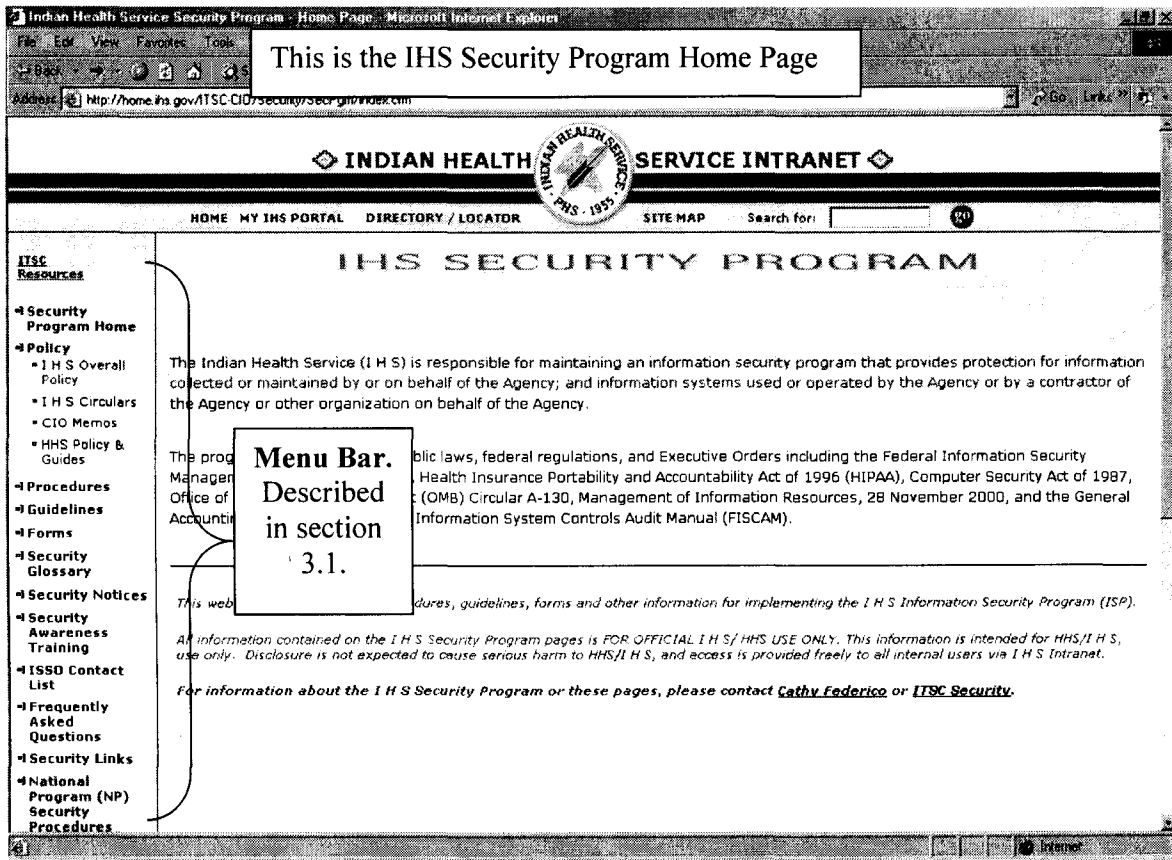 Indian Health Service Security Program - Home Page - Microsoft Internet Explorer
File Edit View Favorites Tools
This is the IHS Security Program Home Page
Back
Address http://home.ihs.gov/ITSC-CIO/Security/SecPgm/index.cfm
Go Links »
INDIAN HEALTH SERVICE INTRANET
INDIAN HEALTH SERVICE
PHS - 1955
HOME MY IHS PORTAL DIRECTORY / LOCATOR SITE MAP Search for: go
ITSC
Resources
Security
Program Home
Policy
I H S Overall
Policy
I H S Circulars
CIO Memos
HHS Policy &
Guides
Procedures
Guidelines
Forms
Security
Glossary
Security Notices
Security
Awareness
Training
ISSO Contact
List
Frequently
Asked
Questions
Security Links
National
Program (NP)
Security
Procedures
IHS SECURITY PROGRAM
The Indian Health Service (I H S) is responsible for maintaining an information security program that provides protection for information
collected or maintained by or on behalf of the Agency; and information systems used or operated by the Agency or by a contractor of
the Agency or other organization on behalf of the Agency.
The prog blic laws, federal regulations, and Executive Orders including the Federal Information Security
Manager , Health Insurance Portability and Accountability Act of 1996 (HIPAA), Computer Security Act of 1987,
Office of t (OMB) Circular A-130, Management of Information Resources, 28 November 2000, and the General
Accountin Information System Controls Audit Manual (FISCAM).
Menu Bar.
Described
in section
3.1.
This web dures, guidelines, forms and other information for implementing the I H S Information Security Program (ISP).
All information contained on the I H S Security Program pages is FOR OFFICIAL I H S/ HHS USE ONLY. This information is intended for HHS/I H S,
use only. Disclosure is not expected to cause serious harm to HHS/I H S, and access is provided freely to all internal users via I H S Intranet.
For information about the I H S Security Program or these pages, please contact Cathy Federico or ITSC Security.
Internet